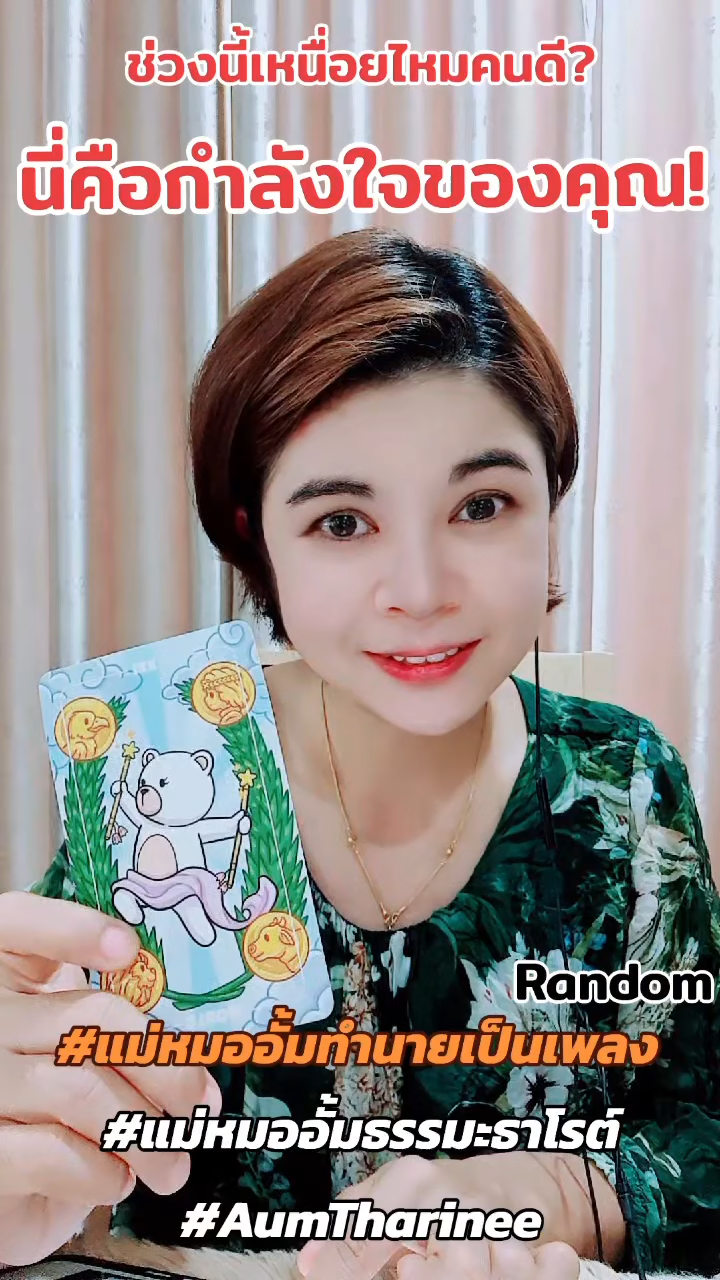 ช่วงนี้เหนื่อยไหมคนดี?
นี่คือกำลังใจของคุณ!
Random
#แม่หมออั้มทำนายเป็นเพลง
#แม่หมออั้มธรรมะธาโรต์
#AumTharinee